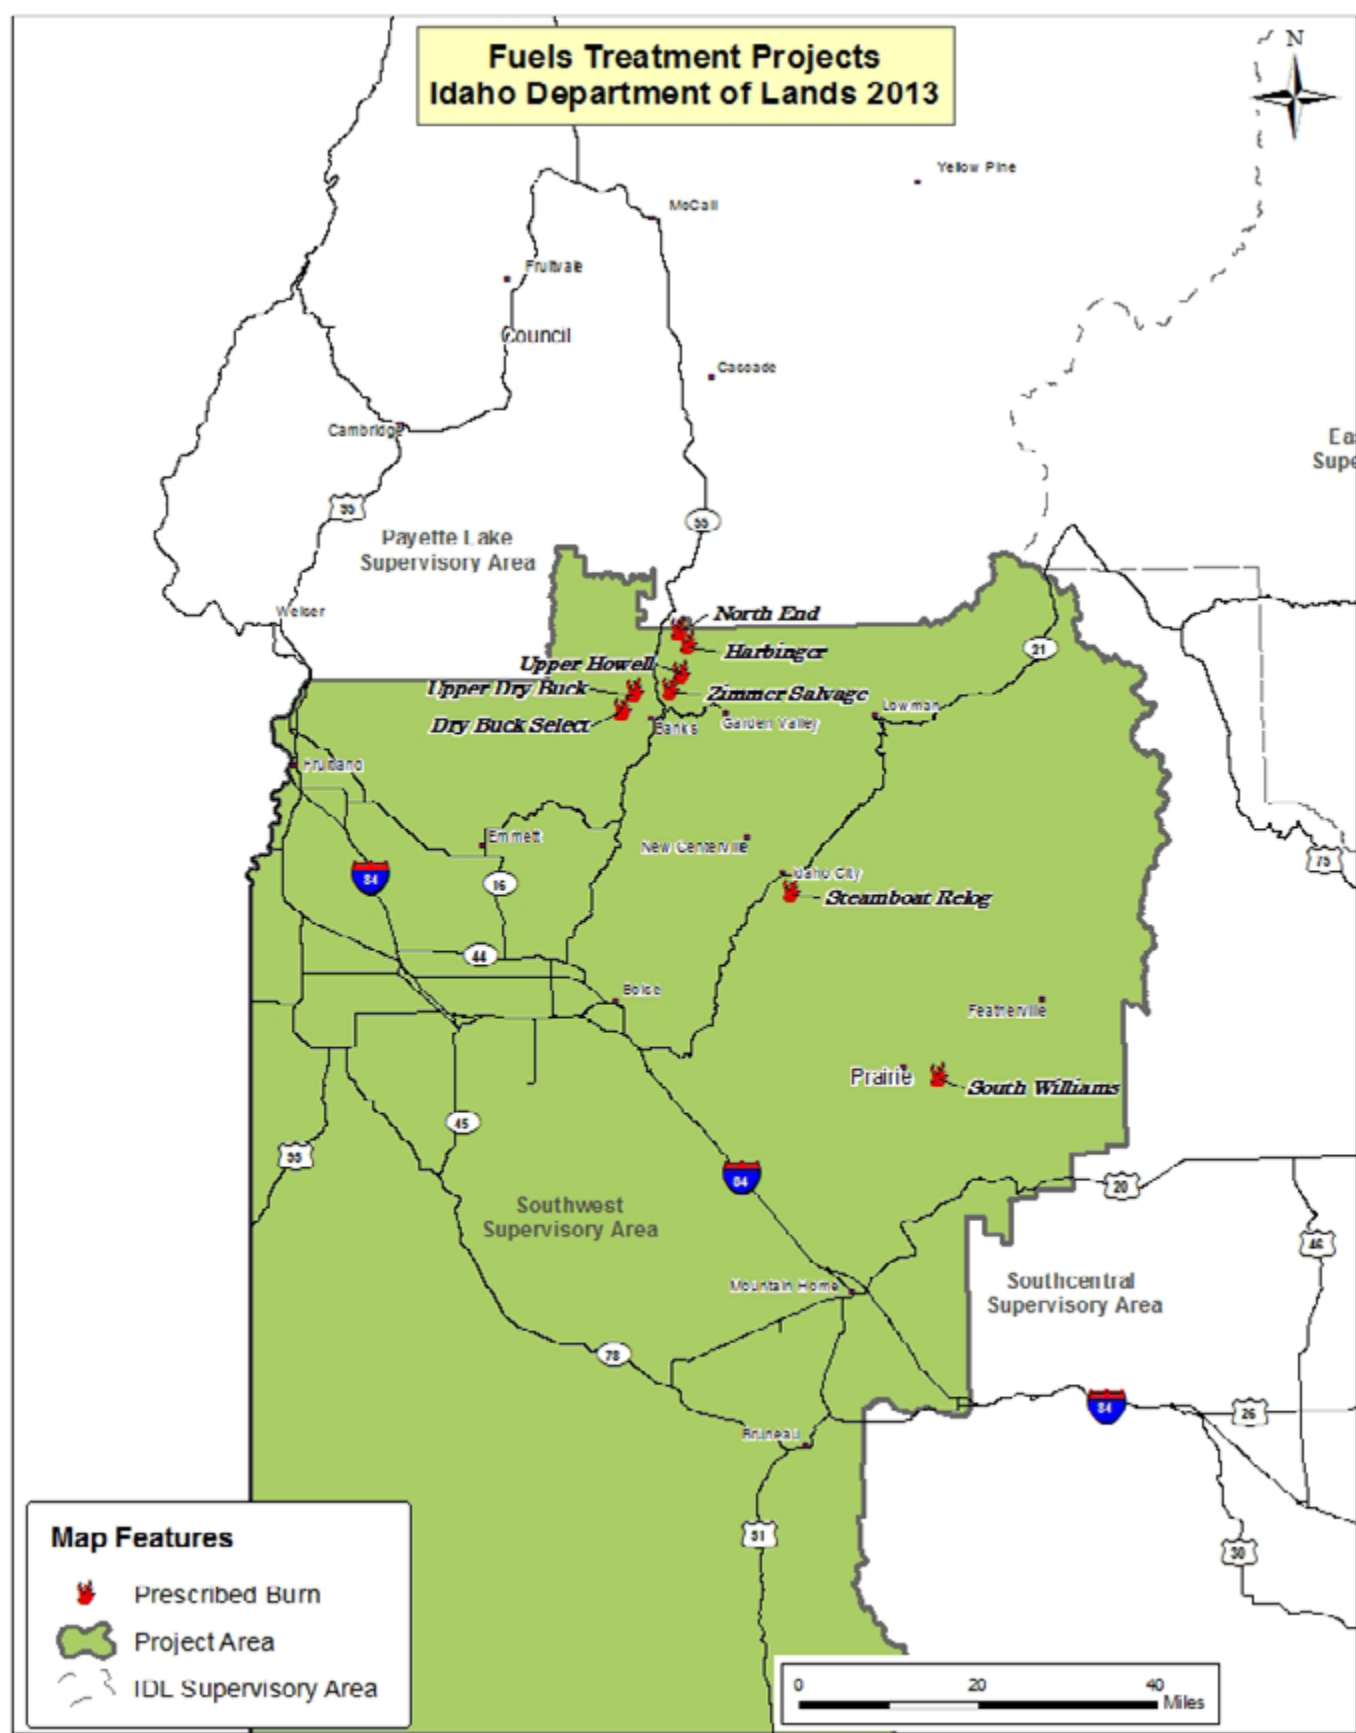 Fuels Treatment Projects
Idaho Department of Lands 2013
N
Yellow Pine
McCall
Fruitvale
Council
Cascade
Cambridge
Eas
Supe
95
Payette Lake
Supervisory Area
55
Weiser
North End
Harbinger
21
Upper Howell
Upper Dry Buck
Zimmer Salvage
Lowman
Dry Buck Select
Banks
Garden Valley
Fruitland
Emmett
New Centerville
75
84
16
Idaho City
Steamboat Relog
44
Boise
Featherville
Prairie
South Williams
45
95
84
20
Southwest
Supervisory Area
46
Southcentral
Supervisory Area
Mountain Home
78
84
26
Bruneau
51
30
Map Features
Prescribed Burn
Project Area
IDL Supervisory Area
0 20 40
Miles